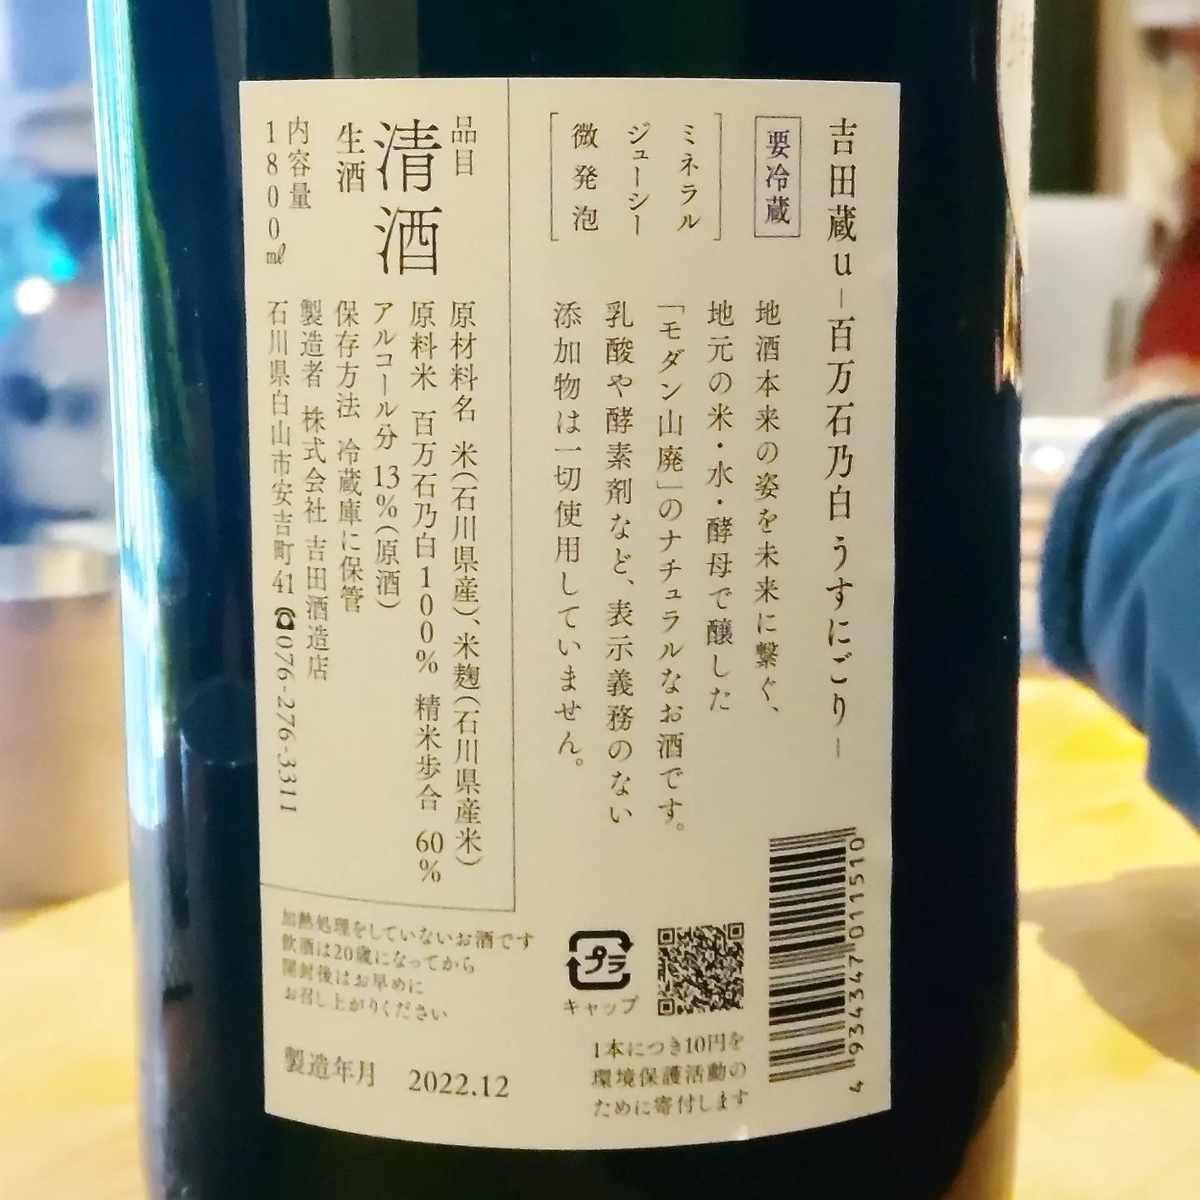 吉田蔵u－百万石乃白 うすにごり－
要冷蔵
ミネラル
ジューシー
微発泡
地酒本来の姿を未来に繋ぐ、
地元の米・水・酵母で醸した
「モダン山廃」のナチュラルなお酒です。
乳酸や酵素剤など、表示義務のない
添加物は一切使用していません。
品目
清酒
生酒
内容量
1800㎖
原材料名 米(石川県産)、米麹(石川県産米)
原料米 百万石乃白100% 精米歩合 60%
アルコール分 13%(原酒)
保存方法 冷蔵庫に保管
製造者 株式会社 吉田酒造店
石川県白山市安吉町41 ☎076-276-3311
加熱処理をしていないお酒です
飲酒は20歳になってから
開封後はお早めに
お召し上がりください
製造年月 2022.12
プラ
キャップ
1本につき10円を
環境保護活動の
ために寄付します
4934347011510